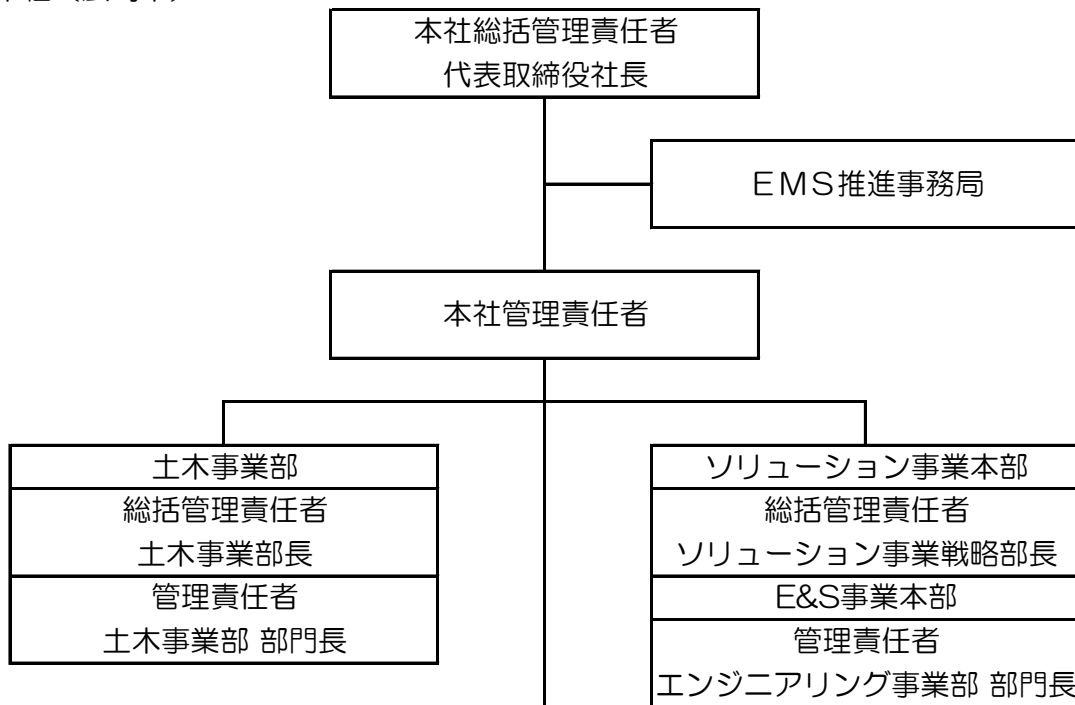 本社総括管理責任者
代表取締役社長
EMS推進事務局
本社管理責任者
土木事業部
総括管理責任者
土木事業部長
管理責任者
土木事業部 部門長
ソリューション事業本部
総括管理責任者
ソリューション事業戦略部長
E&S事業本部
管理責任者
エンジニアリング事業部 部門長